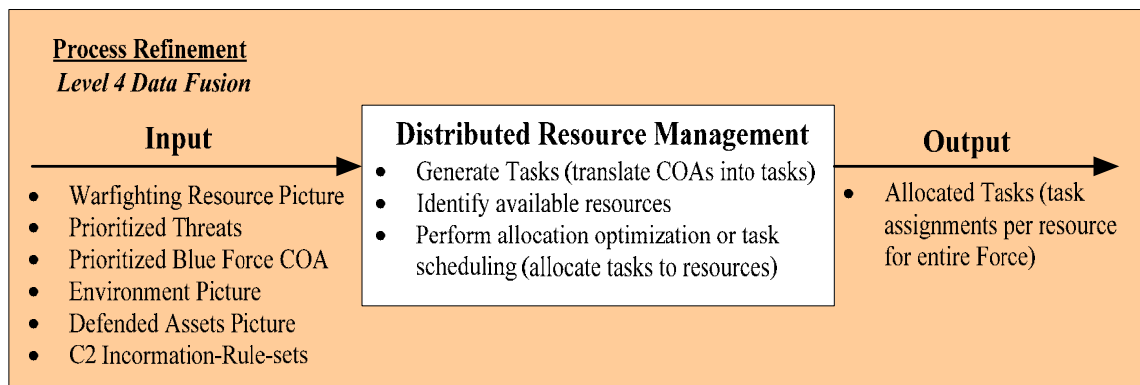 Process Refinement
Level 4 Data Fusion
Input
• Warfighting Resource Picture
• Prioritized Threats
• Prioritized Blue Force COA
• Environment Picture
• Defended Assets Picture
• C2 Incormation-Rule-sets
Distributed Resource Management
• Generate Tasks (translate COAs into tasks)
• Identify available resources
• Perform allocation optimization or task
scheduling (allocate tasks to resources)
Output
• Allocated Tasks (task
assignments per resource
for entire Force)